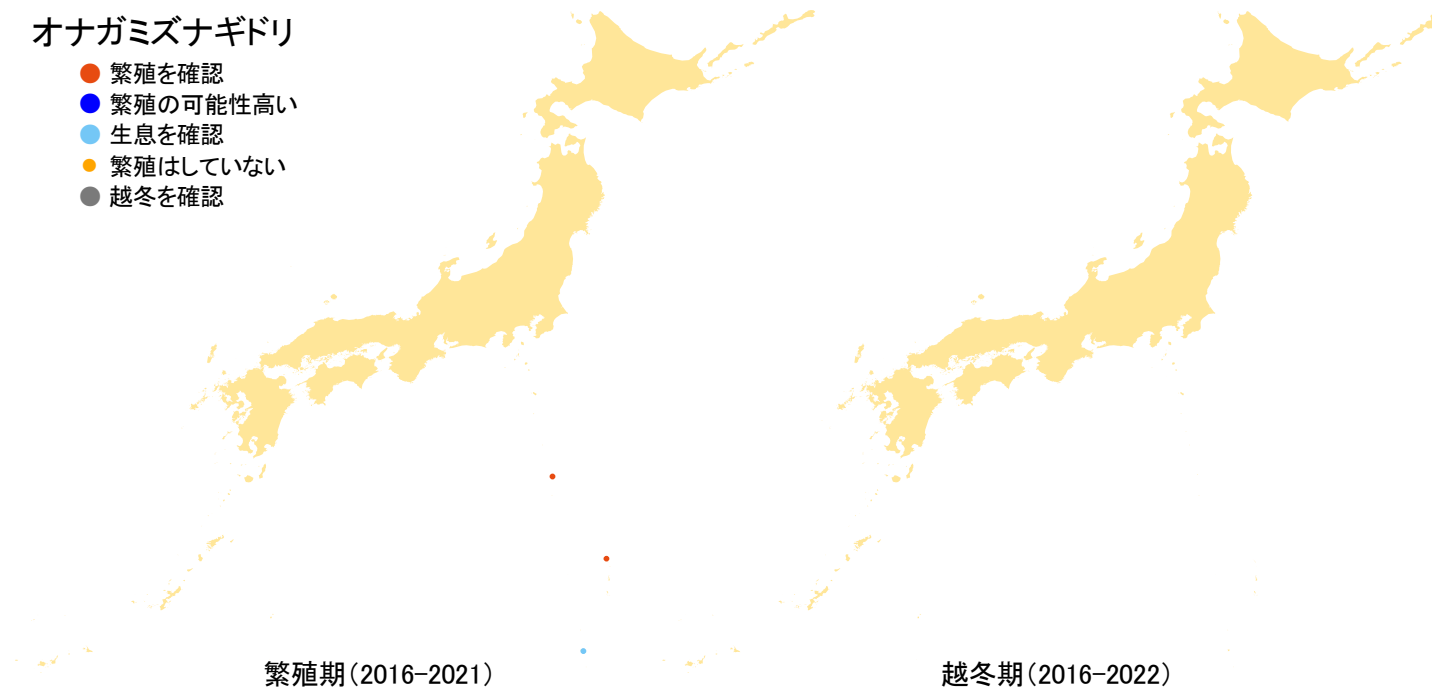 オナガミズナギドリ
繁殖を確認
繁殖の可能性高い
生息を確認
繁殖はしていない
越冬を確認
繁殖期（2016-2021）
越冬期（2016-2022）